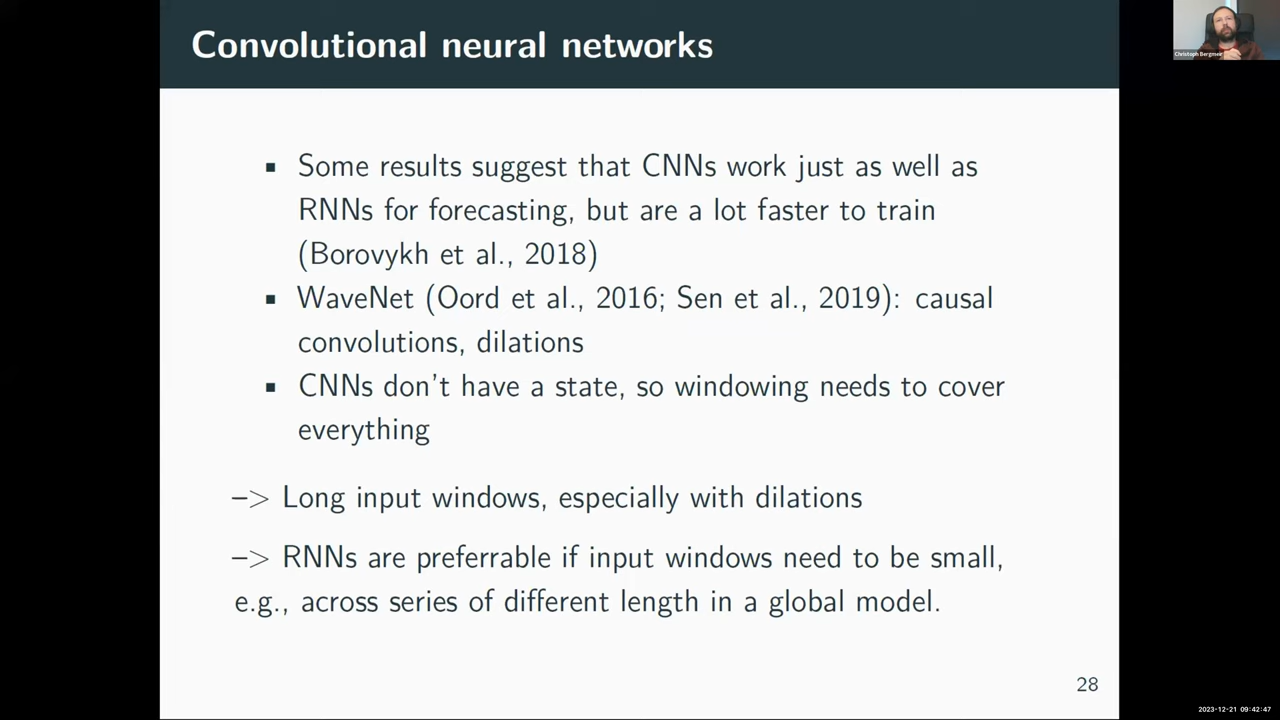 Convolutional neural networks
Christoph Bergmeir
▪ Some results suggest that CNNs work just as well as
RNNs for forecasting, but are a lot faster to train
(Borovykh et al., 2018)
▪ WaveNet (Oord et al., 2016; Sen et al., 2019): causal
convolutions, dilations
▪ CNNs don't have a state, so windowing needs to cover
everything
–> Long input windows, especially with dilations
–> RNNs are preferrable if input windows need to be small,
e.g., across series of different length in a global model.
28
2023-12-21 09:42:47